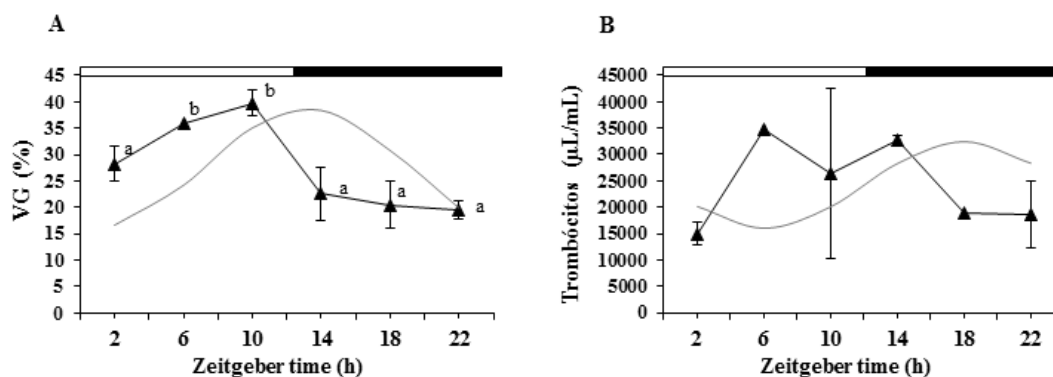 A
45
40
35
30
25
20
15
10
5
0
VG (%)
a
b
b
a
a
a
2 6 10 14 18 22
Zeitgeber time (h)
B
45000
40000
35000
30000
25000
20000
15000
10000
5000
0
Trombócitos (µL/mL)
2 6 10 14 18 22
Zeitgeber time (h)